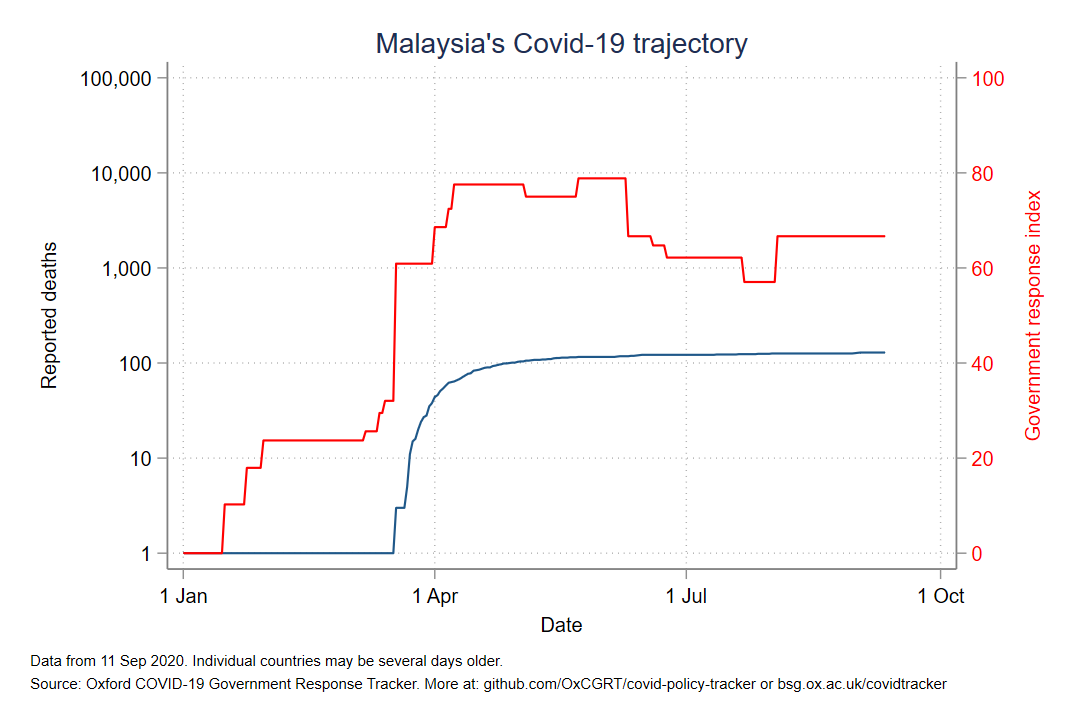 Malaysia's Covid-19 trajectory
100,000
10,000
1,000
100
10
1
Reported deaths
100
80
60
40
20
0
Government response index
1 Jan
1 Apr
1 Jul
1 Oct
Date
Data from 11 Sep 2020. Individual countries may be several days older.
Source: Oxford COVID-19 Government Response Tracker. More at: github.com/OxCGRT/covid-policy-tracker or bsg.ox.ac.uk/covidtracker